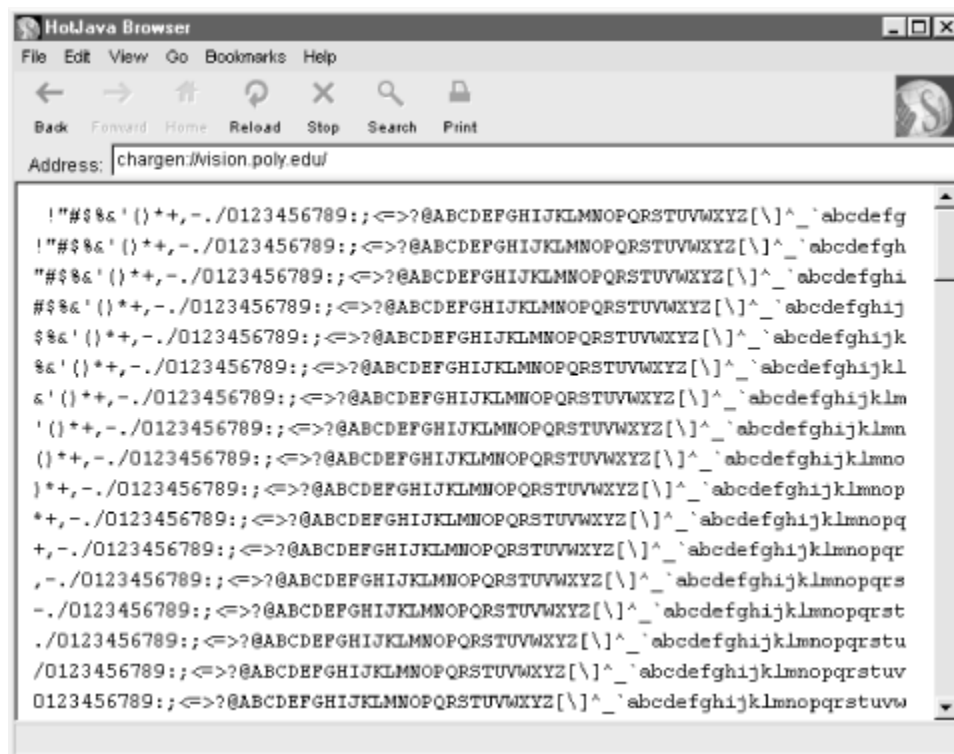 HotJava Browser
File Edit View Go Bookmarks Help
Back Forward Home Reload Stop Search Print
Address: chargen://vision.poly.edu/
 !"#$%&'()*+,-./0123456789:;<=>?@ABCDEFGHIJKLMNOPQRSTUVWXYZ[\]^_`abcdefg
!"#$%&'()*+,-./0123456789:;<=>?@ABCDEFGHIJKLMNOPQRSTUVWXYZ[\]^_`abcdefgh
"#$%&'()*+,-./0123456789:;<=>?@ABCDEFGHIJKLMNOPQRSTUVWXYZ[\]^_`abcdefghi
#$%&'()*+,-./0123456789:;<=>?@ABCDEFGHIJKLMNOPQRSTUVWXYZ[\]^_`abcdefghij
$%&'()*+,-./0123456789:;<=>?@ABCDEFGHIJKLMNOPQRSTUVWXYZ[\]^_`abcdefghijk
%&'()*+,-./0123456789:;<=>?@ABCDEFGHIJKLMNOPQRSTUVWXYZ[\]^_`abcdefghijkl
&'()*+,-./0123456789:;<=>?@ABCDEFGHIJKLMNOPQRSTUVWXYZ[\]^_`abcdefghijklm
'()*+,-./0123456789:;<=>?@ABCDEFGHIJKLMNOPQRSTUVWXYZ[\]^_`abcdefghijklmn
()*+,-./0123456789:;<=>?@ABCDEFGHIJKLMNOPQRSTUVWXYZ[\]^_`abcdefghijklmno
)*+,-./0123456789:;<=>?@ABCDEFGHIJKLMNOPQRSTUVWXYZ[\]^_`abcdefghijklmnop
*+,-./0123456789:;<=>?@ABCDEFGHIJKLMNOPQRSTUVWXYZ[\]^_`abcdefghijklmnopq
+,-./0123456789:;<=>?@ABCDEFGHIJKLMNOPQRSTUVWXYZ[\]^_`abcdefghijklmnopqr
,-./0123456789:;<=>?@ABCDEFGHIJKLMNOPQRSTUVWXYZ[\]^_`abcdefghijklmnopqrs
-./0123456789:;<=>?@ABCDEFGHIJKLMNOPQRSTUVWXYZ[\]^_`abcdefghijklmnopqrst
./0123456789:;<=>?@ABCDEFGHIJKLMNOPQRSTUVWXYZ[\]^_`abcdefghijklmnopqrstu
/0123456789:;<=>?@ABCDEFGHIJKLMNOPQRSTUVWXYZ[\]^_`abcdefghijklmnopqrstuv
0123456789:;<=>?@ABCDEFGHIJKLMNOPQRSTUVWXYZ[\]^_`abcdefghijklmnopqrstuvw